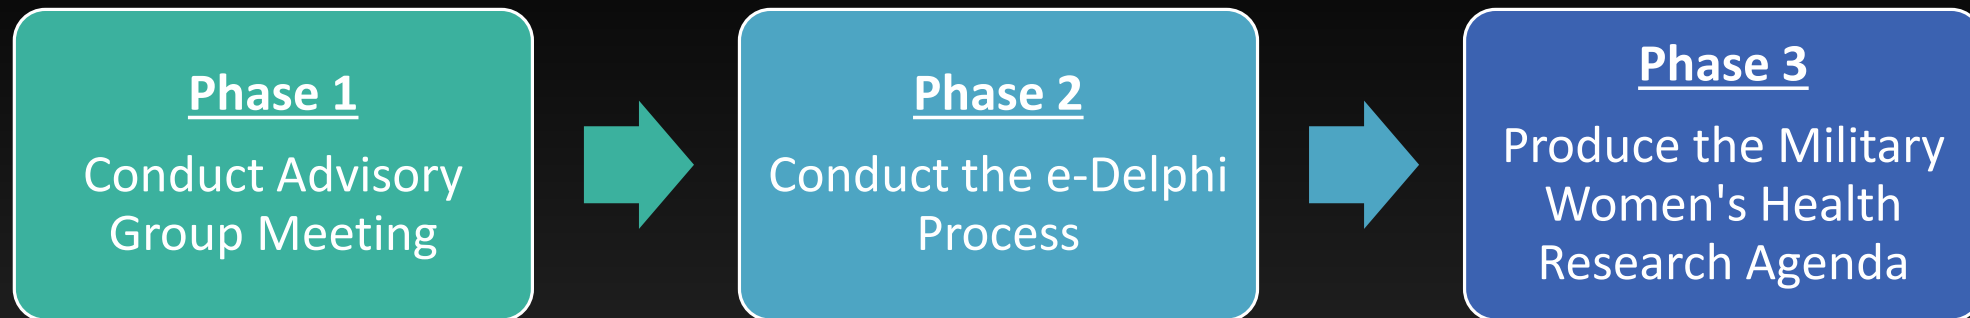 Phase 1
Conduct Advisory
Group Meeting
Phase 2
Conduct the e-Delphi
Process
Phase 3
Produce the Military
Women's Health
Research Agenda